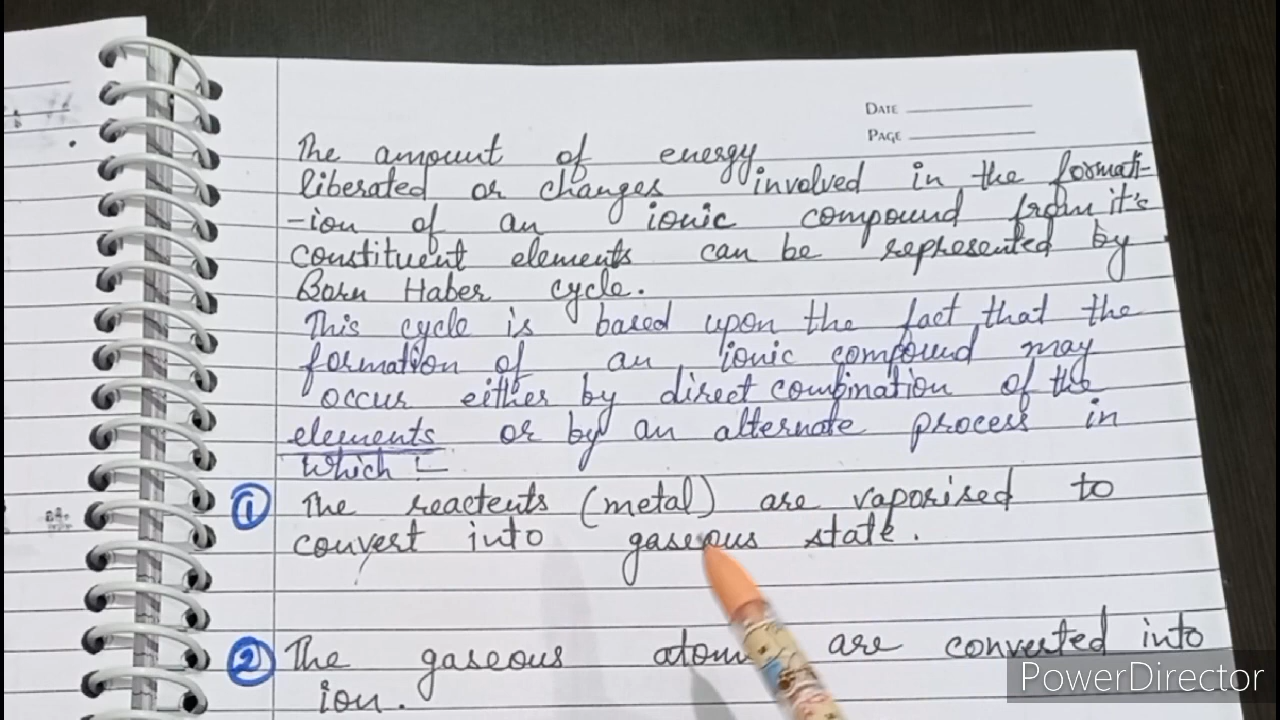 DATE
PAGE
The amount of energy
liberated or changes involved in the formati-
-ion of an ionic compound from it's
constituent elements can be represented by
Born Haber cycle.
This cycle is based upon the fact that the
formation of an ionic compound may
occur either by direct combination of the
elements or by an alternate process in
which :-
① The reactents (metal) are vaporised to
convert into gaseous state.
② The gaseous atom are converted into
ion.
PowerDirector